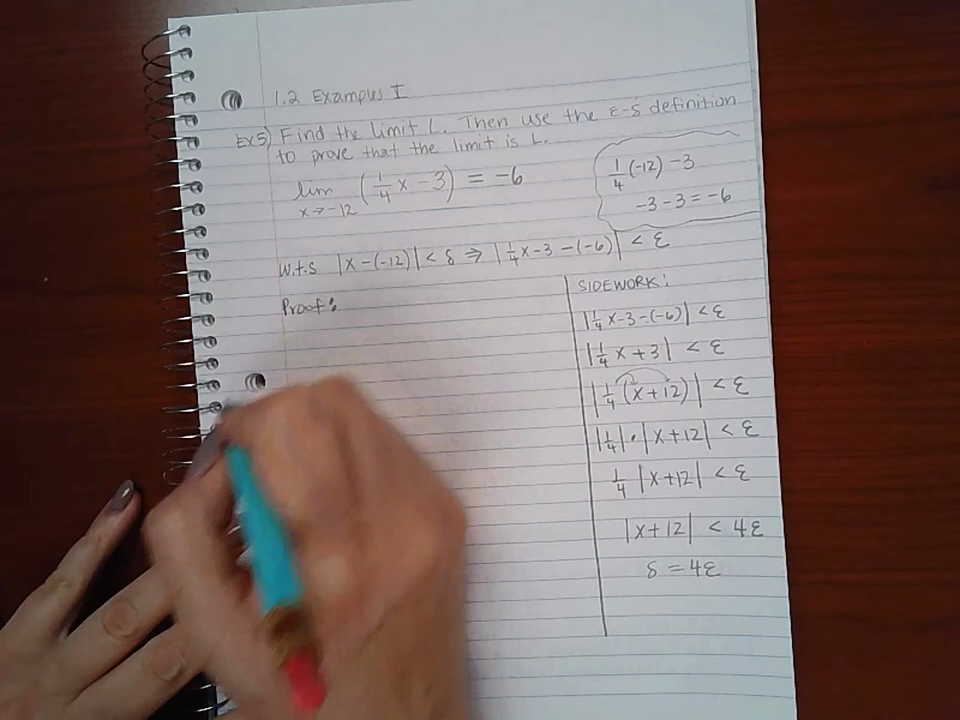 1.2 Examples I
Ex5) Find the limit L. Then use the ε-δ definition
to prove that the limit is L.
lim x→-12 (1/4 x - 3) = -6
1/4 (-12) - 3
-3 - 3 = -6
W.t.s |x-(-12)| < δ ⇒ |1/4 x - 3 - (-6)| < ε
Proof:
SIDEWORK:
|1/4 x - 3 - (-6)| < ε
|1/4 x + 3| < ε
|1/4 (x + 12)| < ε
|1/4| • |x + 12| < ε
1/4 |x + 12| < ε
|x + 12| < 4ε
δ = 4ε